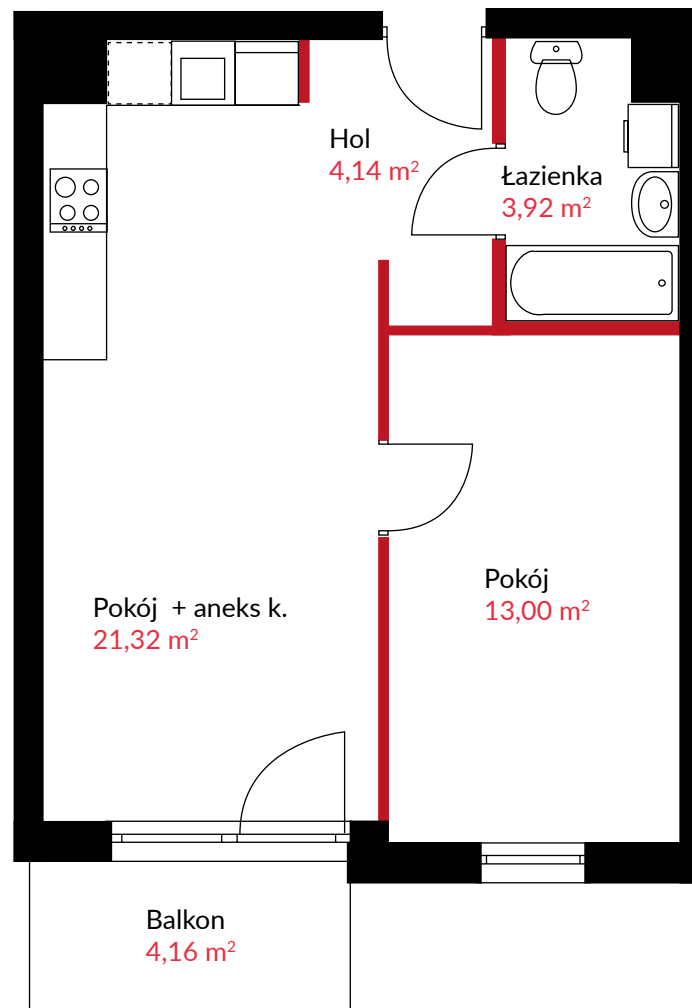 Hol
4,14 m²
Łazienka
3,92 m²
Pokój + aneks k.
21,32 m²
Pokój
13,00 m²
Balkon
4,16 m²